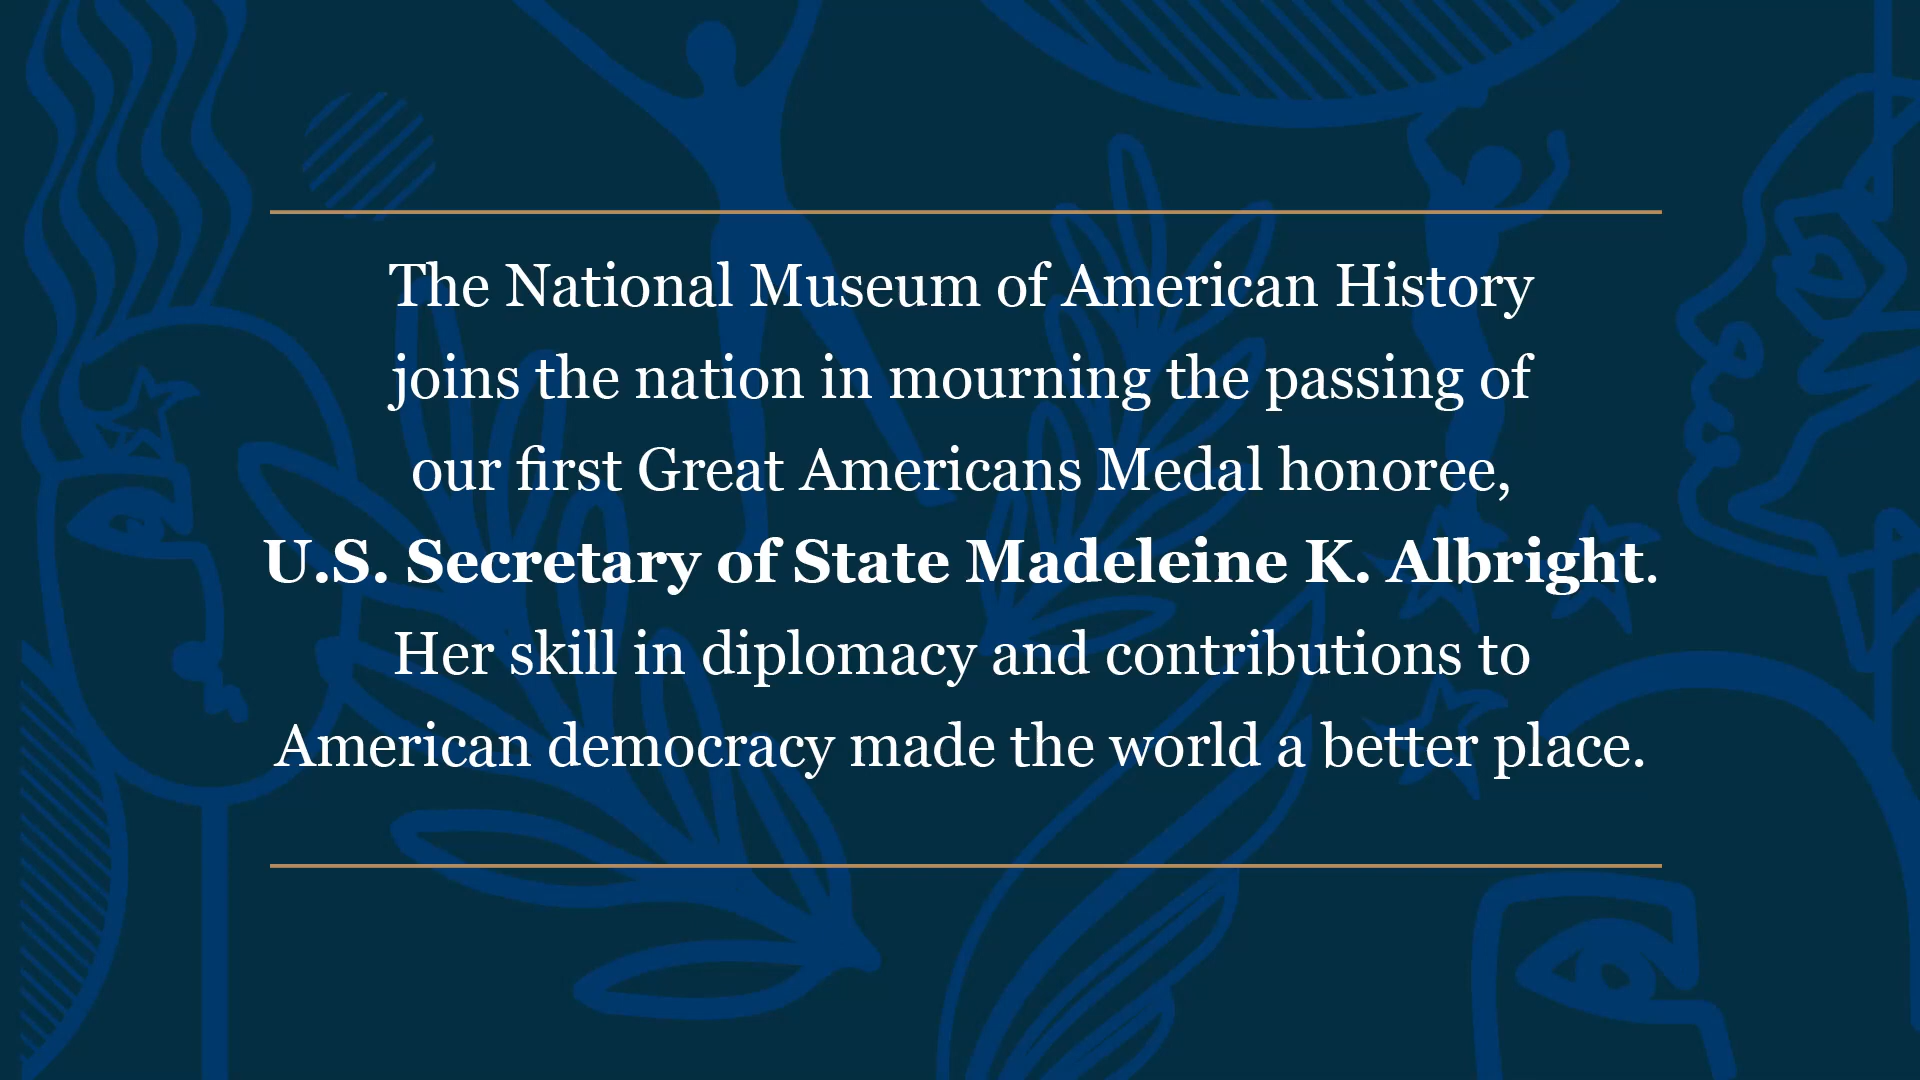 The National Museum of American History
joins the nation in mourning the passing of
our first Great Americans Medal honoree,
U.S. Secretary of State Madeleine K. Albright.
Her skill in diplomacy and contributions to
American democracy made the world a better place.